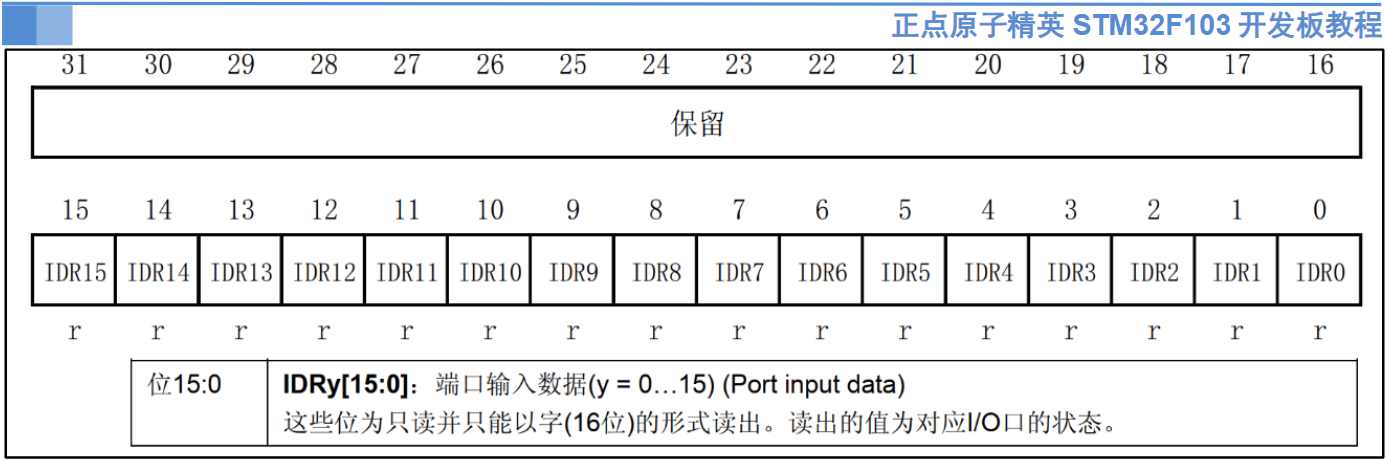 正点原子精英 STM32F103 开发板教程
31 30 29 28 27 26 25 24 23 22 21 20 19 18 17 16
保留
15 14 13 12 11 10 9 8 7 6 5 4 3 2 1 0
IDR15 IDR14 IDR13 IDR12 IDR11 IDR10 IDR9 IDR8 IDR7 IDR6 IDR5 IDR4 IDR3 IDR2 IDR1 IDR0
r r r r r r r r r r r r r r r r
位15:0 IDRy[15:0]：端口输入数据(y = 0…15) (Port input data)
这些位为只读并只能以字(16位)的形式读出。读出的值为对应I/O口的状态。